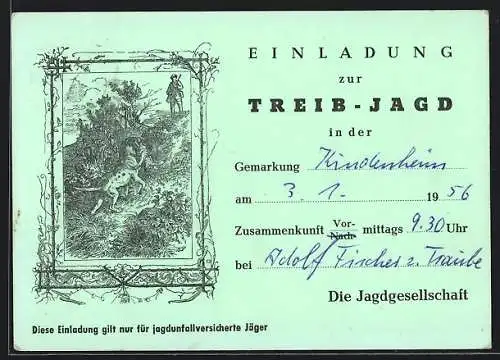 EINLADUNG
zur
TREIB-JAGD
in der
Gemarkung Kindenheim
am 3. 1. 1956
Zusammenkunft Vor- Nach- mittags 9.30 Uhr
bei Adolf Fischer z. Traube
Die Jagdgesellschaft
Diese Einladung gilt nur für jagdunfallversicherte Jäger